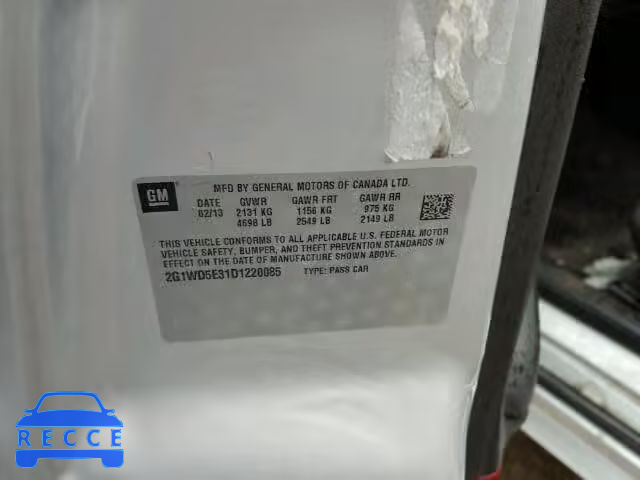 GM
MFD BY GENERAL MOTORS OF CANADA LTD.
DATE GVWR GAWR FRT GAWR RR
02/13 2131 KG 1156 KG 975 KG
4698 LB 2549 LB 2149 LB
THIS VEHICLE CONFORMS TO ALL APPLICABLE U.S. FEDERAL MOTOR
VEHICLE SAFETY, BUMPER, AND THEFT PREVENTION STANDARDS IN
EFFECT ON THE DATE OF MANUFACTURE SHOWN ABOVE.
2G1WD5E31D1220085 TYPE: PASS CAR
RECCE